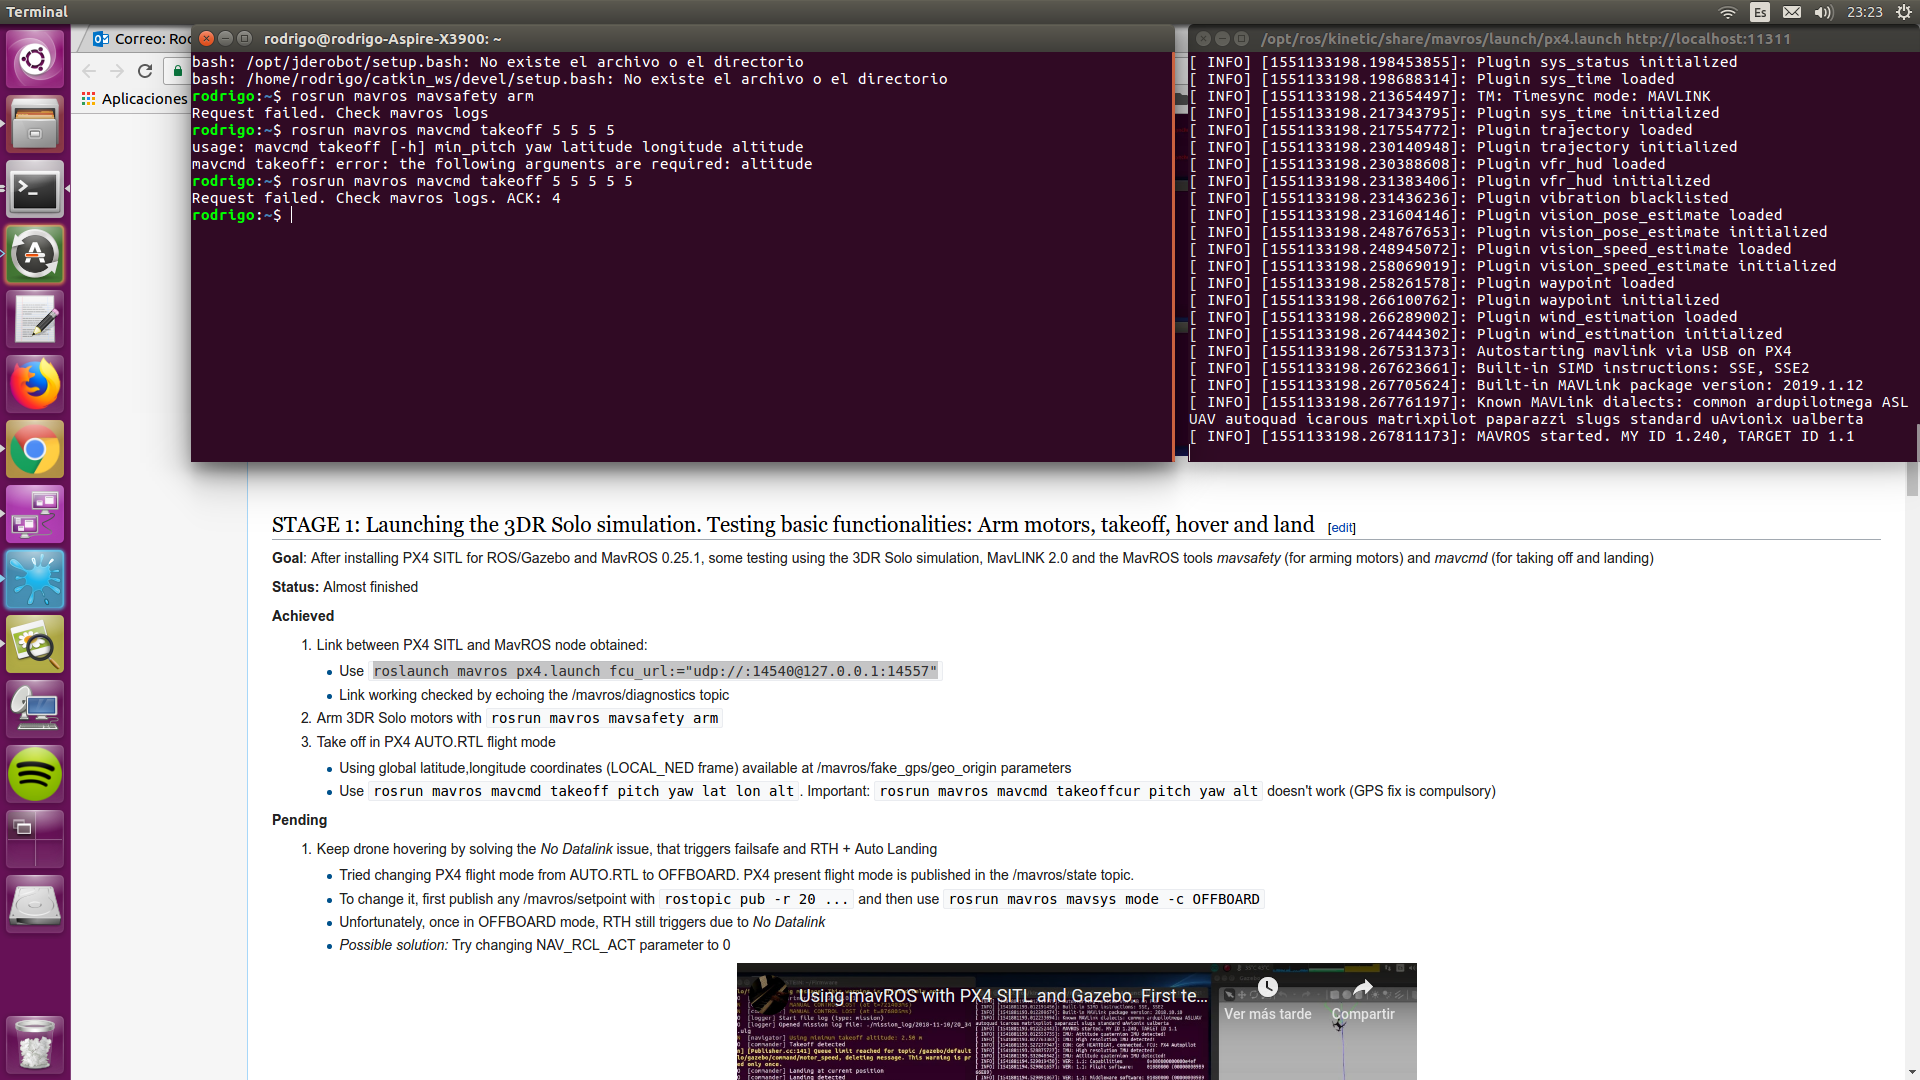 Terminal
Es
23:23
Correo: Ro
Aplicaciones
rodrigo@rodrigo-Aspire-X3900: ~
bash: /opt/jderobot/setup.bash: No existe el archivo o el directorio
bash: /home/rodrigo/catkin_ws/devel/setup.bash: No existe el archivo o el directorio
rodrigo:~$ rosrun mavros mavsafety arm
Request failed. Check mavros logs
rodrigo:~$ rosrun mavros mavcmd takeoff 5 5 5 5
usage: mavcmd takeoff [-h] min_pitch yaw latitude longitude altitude
mavcmd takeoff: error: the following arguments are required: altitude
rodrigo:~$ rosrun mavros mavcmd takeoff 5 5 5 5 5
Request failed. Check mavros logs. ACK: 4
rodrigo:~$
/opt/ros/kinetic/share/mavros/launch/px4.launch http://localhost:11311
[ INFO] [1551133198.198453855]: Plugin sys_status initialized
[ INFO] [1551133198.198688314]: Plugin sys_time loaded
[ INFO] [1551133198.213654497]: TM: Timesync mode: MAVLINK
[ INFO] [1551133198.217343795]: Plugin sys_time initialized
[ INFO] [1551133198.217554772]: Plugin trajectory loaded
[ INFO] [1551133198.230140948]: Plugin trajectory initialized
[ INFO] [1551133198.230388608]: Plugin vfr_hud loaded
[ INFO] [1551133198.231383406]: Plugin vfr_hud initialized
[ INFO] [1551133198.231436236]: Plugin vibration blacklisted
[ INFO] [1551133198.231604146]: Plugin vision_pose_estimate loaded
[ INFO] [1551133198.248767653]: Plugin vision_pose_estimate initialized
[ INFO] [1551133198.248945072]: Plugin vision_speed_estimate loaded
[ INFO] [1551133198.258069019]: Plugin vision_speed_estimate initialized
[ INFO] [1551133198.258261578]: Plugin waypoint loaded
[ INFO] [1551133198.266100762]: Plugin waypoint initialized
[ INFO] [1551133198.266289002]: Plugin wind_estimation loaded
[ INFO] [1551133198.267444302]: Plugin wind_estimation initialized
[ INFO] [1551133198.267531373]: Autostarting mavlink via USB on PX4
[ INFO] [1551133198.267623661]: Built-in SIMD instructions: SSE, SSE2
[ INFO] [1551133198.267705624]: Built-in MAVLink package version: 2019.1.12
[ INFO] [1551133198.267761197]: Known MAVLink dialects: common ardupilotmega ASL
UAV autoquad icarous matrixpilot paparazzi slugs standard uAvionix ualberta
[ INFO] [1551133198.267811173]: MAVROS started. MY ID 1.240, TARGET ID 1.1
STAGE 1: Launching the 3DR Solo simulation. Testing basic functionalities: Arm motors, takeoff, hover and land [edit]
Goal: After installing PX4 SITL for ROS/Gazebo and MavROS 0.25.1, some testing using the 3DR Solo simulation, MavLINK 2.0 and the MavROS tools mavsafety (for arming motors) and mavcmd (for taking off and landing)
Status: Almost finished
Achieved
1. Link between PX4 SITL and MavROS node obtained:
• Use roslaunch mavros px4.launch fcu_url:="udp://:14540@127.0.0.1:14557"
• Link working checked by echoing the /mavros/diagnostics topic
2. Arm 3DR Solo motors with rosrun mavros mavsafety arm
3. Take off in PX4 AUTO.RTL flight mode
• Using global latitude,longitude coordinates (LOCAL_NED frame) available at /mavros/fake_gps/geo_origin parameters
• Use rosrun mavros mavcmd takeoff pitch yaw lat lon alt . Important: rosrun mavros mavcmd takeoffcur pitch yaw alt doesn't work (GPS fix is compulsory)
Pending
1. Keep drone hovering by solving the No Datalink issue, that triggers failsafe and RTH + Auto Landing
• Tried changing PX4 flight mode from AUTO.RTL to OFFBOARD. PX4 present flight mode is published in the /mavros/state topic.
• To change it, first publish any /mavros/setpoint with rostopic pub -r 20 ... and then use rosrun mavros mavsys mode -c OFFBOARD
• Unfortunately, once in OFFBOARD mode, RTH still triggers due to No Datalink
• Possible solution: Try changing NAV_RCL_ACT parameter to 0
Using mavROS with PX4 SITL and Gazebo. First te...
Ver más tarde
Compartir